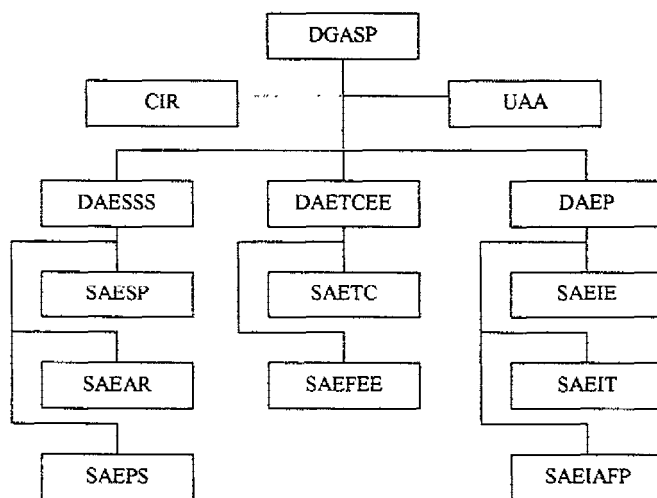 DGASP
CIR
UAA
DAESSS
DAETCEE
DAEP
SAESP
SAETC
SAEIE
SAEAR
SAEFEE
SAEIT
SAEPS
SAEIAFP